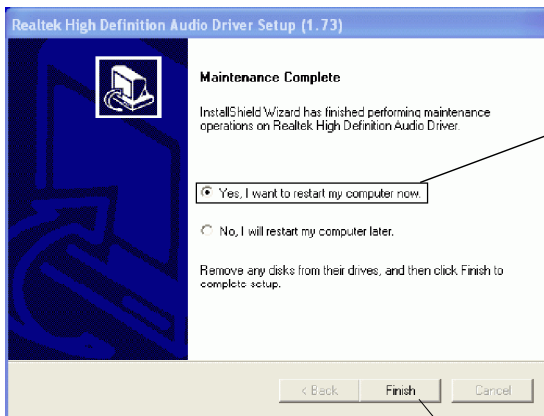 Realtek High Definition Audio Driver Setup (1.73)
Maintenance Complete
InstallShield Wizard has finished performing maintenance
operations on Realtek High Definition Audio Driver.
Yes, I want to restart my computer now.
No, I will restart my computer later.
Remove any disks from their drives, and then click Finish to
complete setup.
< Back
Finish
Cancel